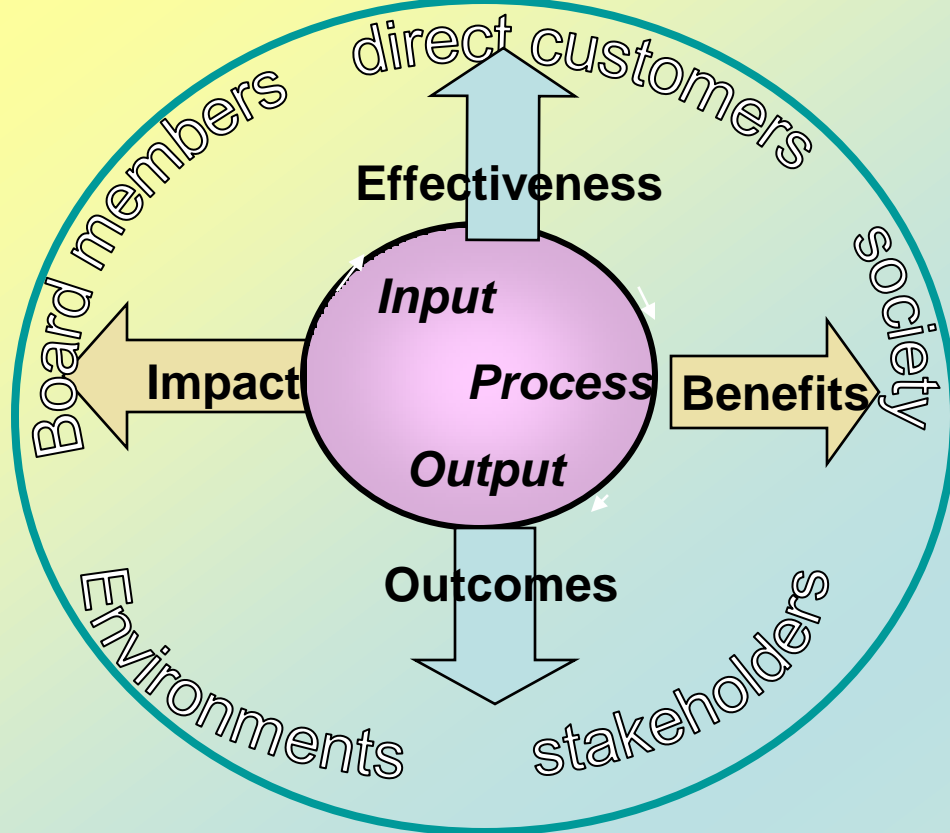 direct customers
Board members
Effectiveness
society
Input
Impact
Process
Benefits
Output
Outcomes
Environments
stakeholders